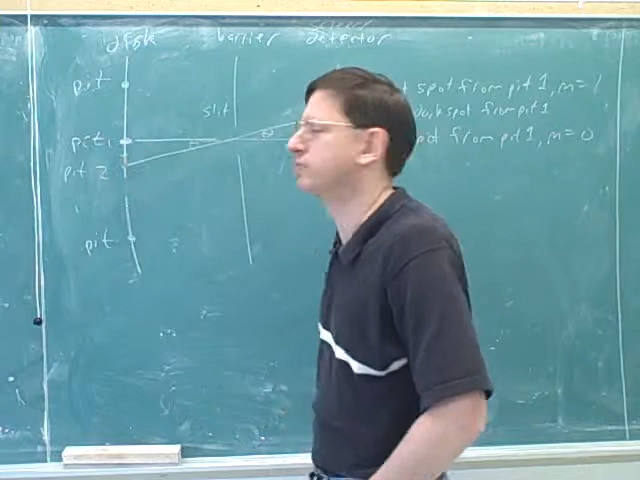 disk barrier detector
pit
spot from pit 1, m = 1
slit
dark spot from pit 1
pit 1
θ
spot from pit 1, m = 0
pit 2
pit